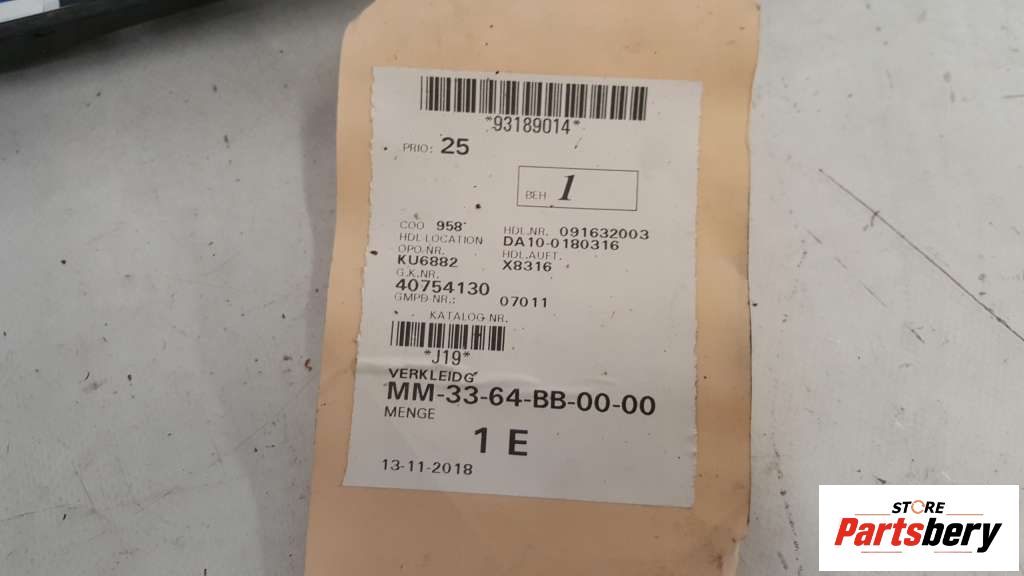 *93189014*
PRIO: 25
BEH 1
COO 958
HDL.NR. 091632003
HDL LOCATION DA10-0180316
OPO-NR. HDL.AUFT.
KU6882 X8316
G.K.NR.
40754130
GMPD-NR.: 07011
KATALOG-NR.
*J19*
VERKLEIDG
MM-33-64-BB-00-00
MENGE
1 E
13-11-2018
STORE
Partsbery